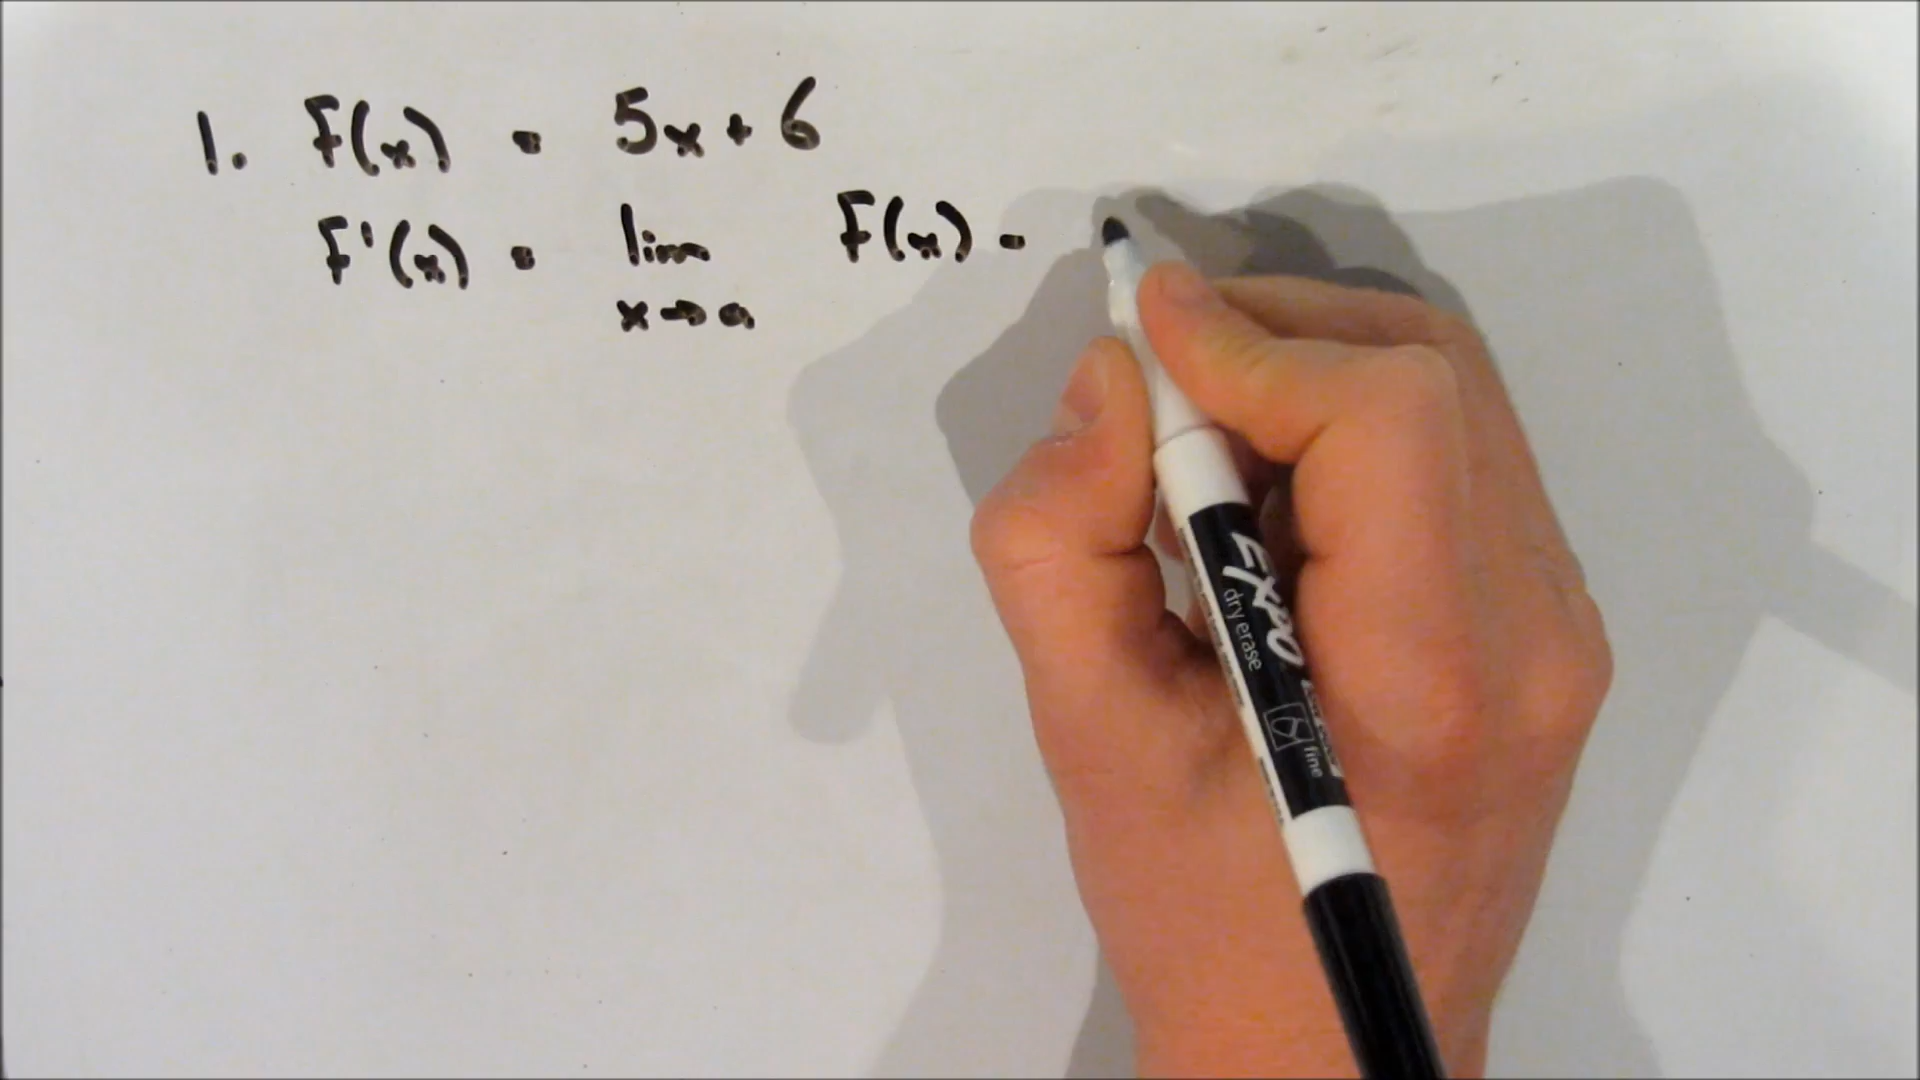 1. F(x) = 5x + 6
F'(x) = lim F(x) -
x→a
EXPO
dry erase
fine